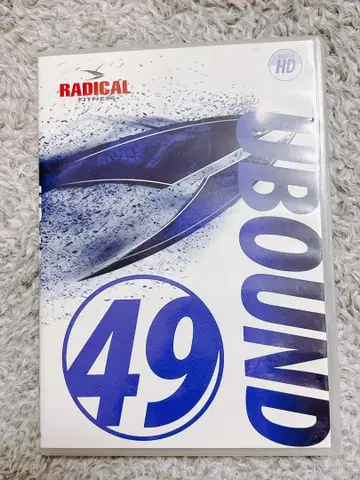 RADICAL
FITNESS
HD
UBOUND
49